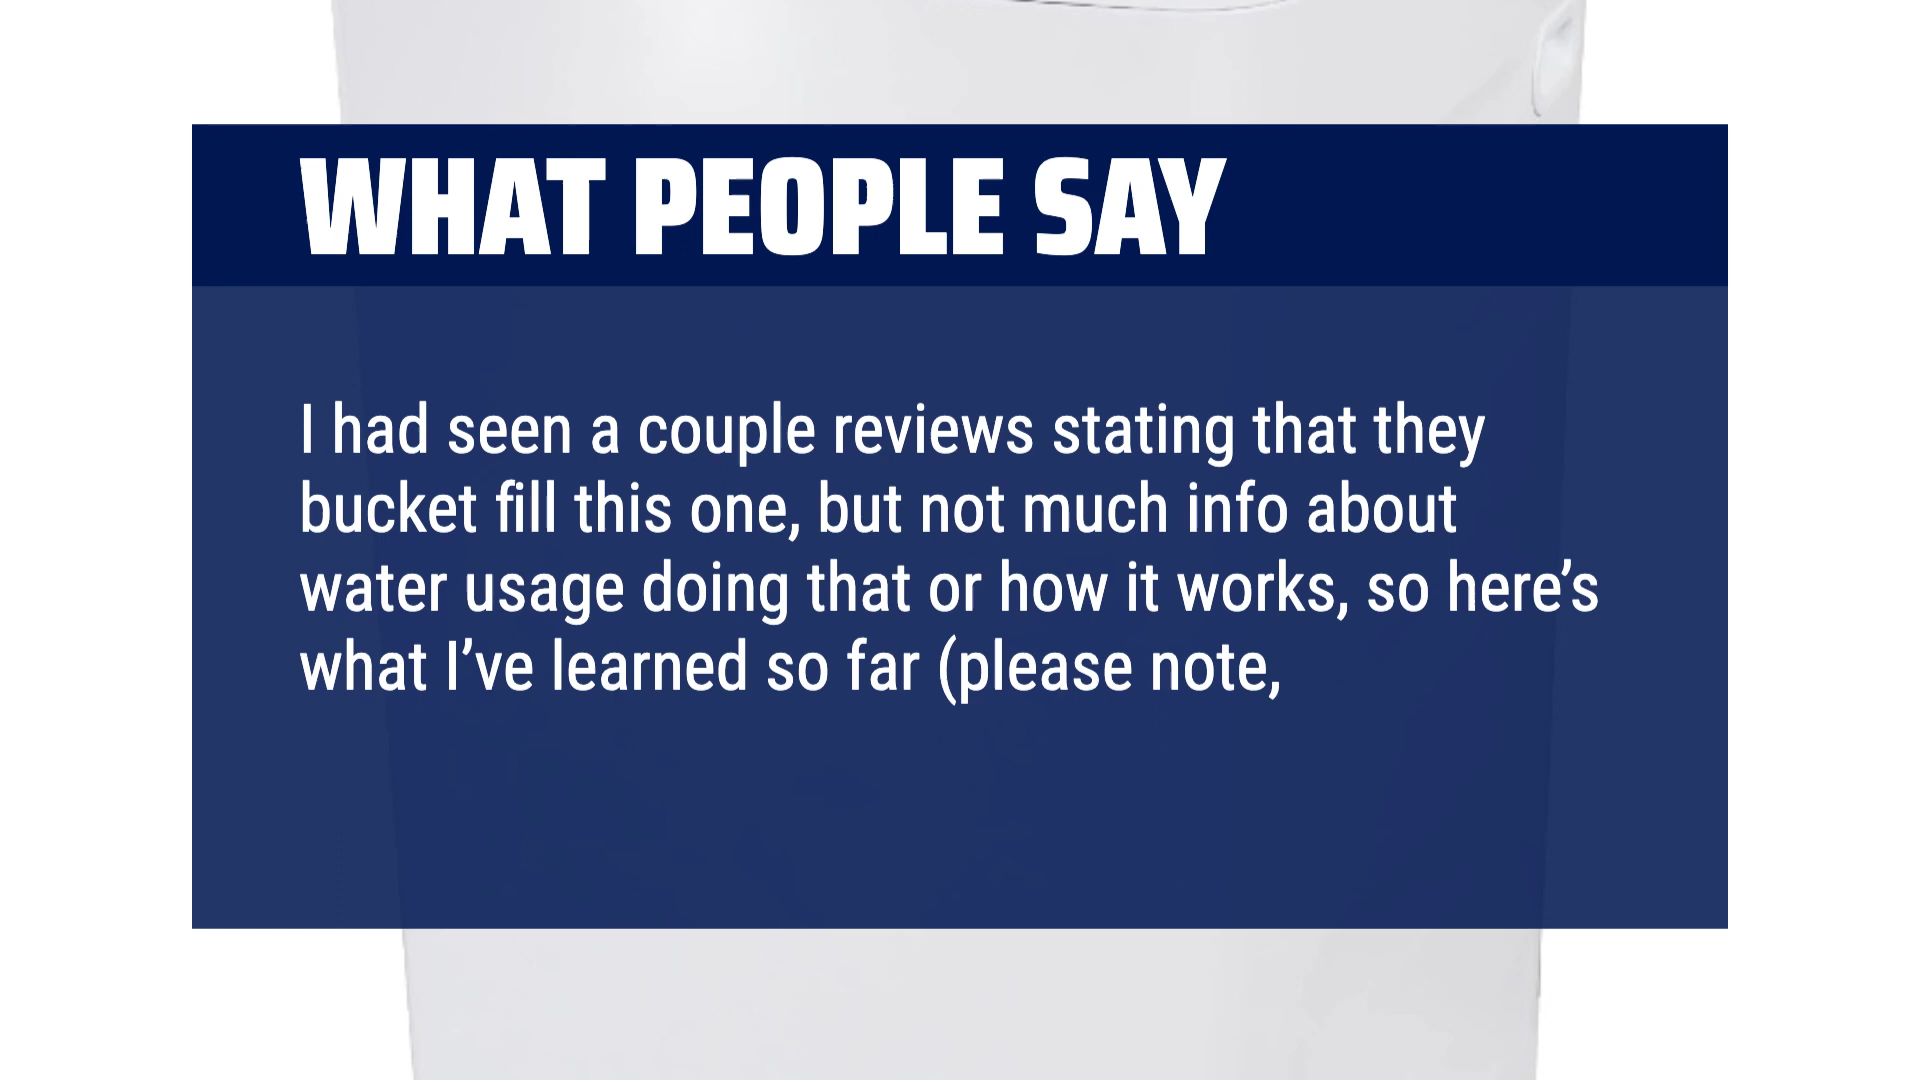 WHAT PEOPLE SAY
I had seen a couple reviews stating that they
bucket fill this one, but not much info about
water usage doing that or how it works, so here’s
what I’ve learned so far (please note,